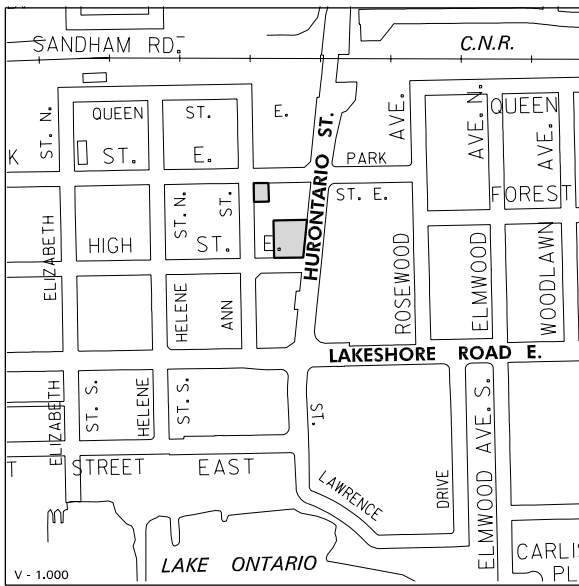 SANDHAM RD.
C.N.R.
QUEEN ST. E.
ST. N.
AVE.
AVE. N.
QUEEN
AVE.
HURONTARIO ST.
K ST. E.
PARK
ST. E.
FOREST
ELIZABETH
HIGH ST. E.
ST. N.
ST.
HELENE
ANN
ROSEWOOD
ELMWOOD
WOODLAWN
LAKESHORE ROAD E.
ELIZABETH
ST. S.
HELENE
ST. S.
ST.
ELMWOOD AVE. S.
T STREET EAST
LAWRENCE
DRIVE
V - 1.000
LAKE ONTARIO
CARLIS
PL